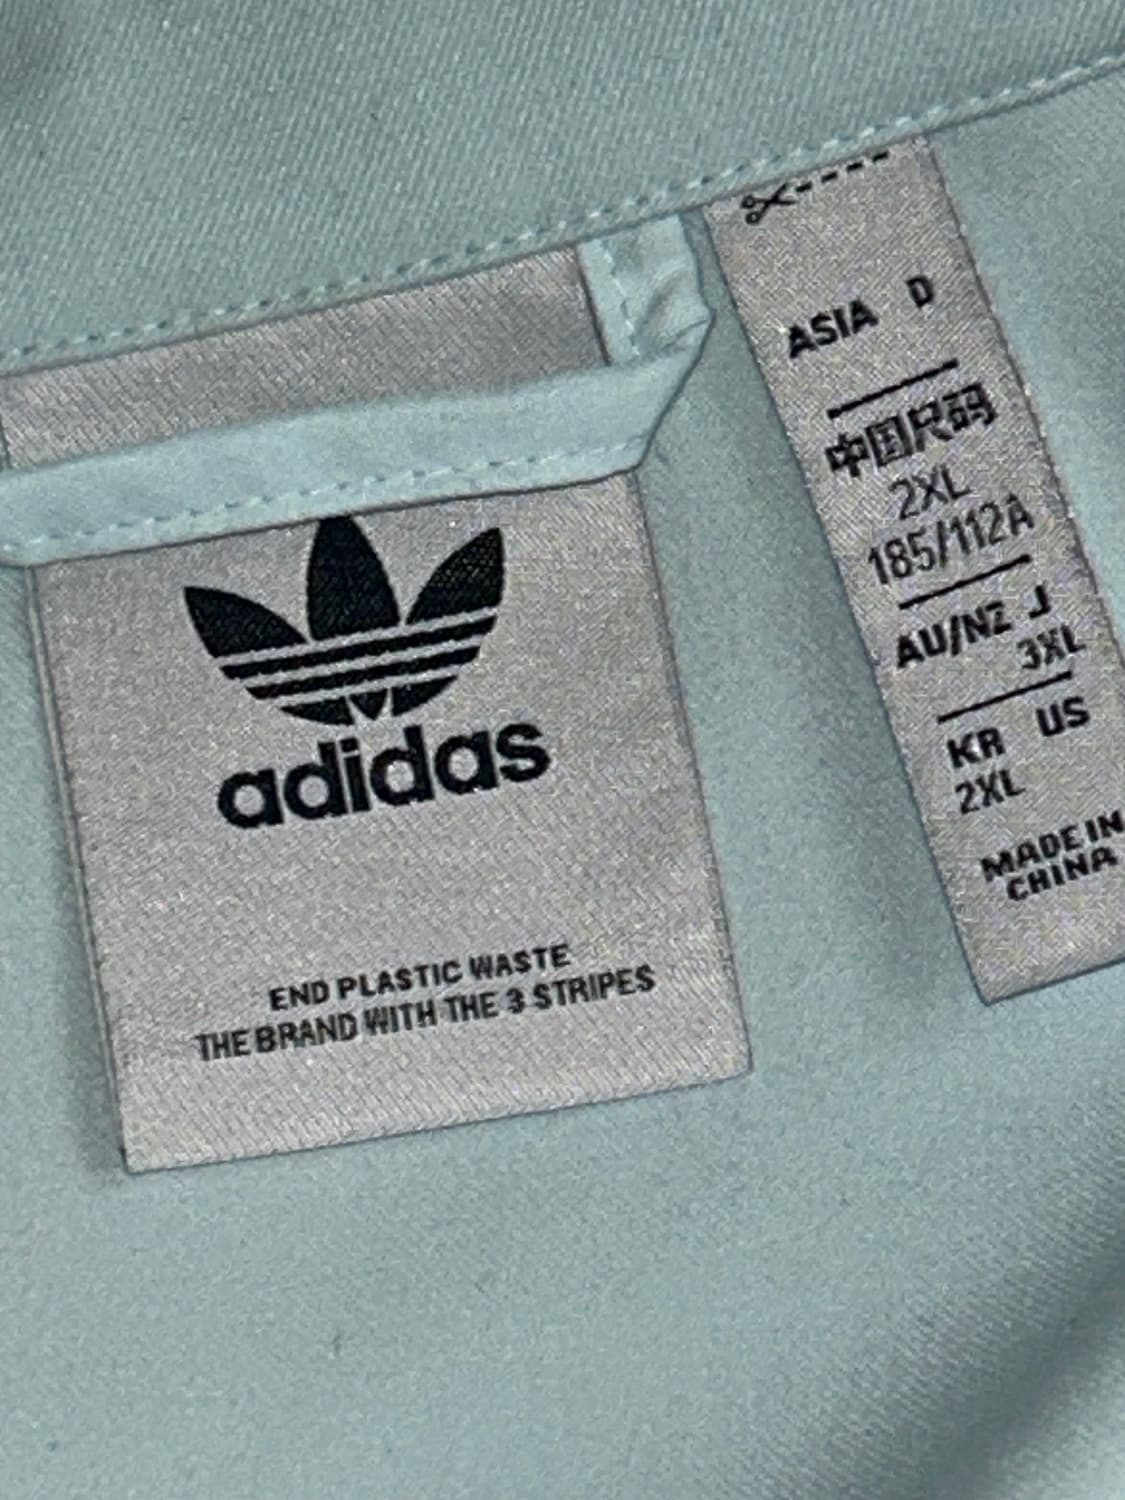 adidas
END PLASTIC WASTE
THE BRAND WITH THE 3 STRIPES
ASIA D
中国尺码
2XL
185/112A
AU/NZ J
3XL
KR US
2XL
MADE IN
CHINA